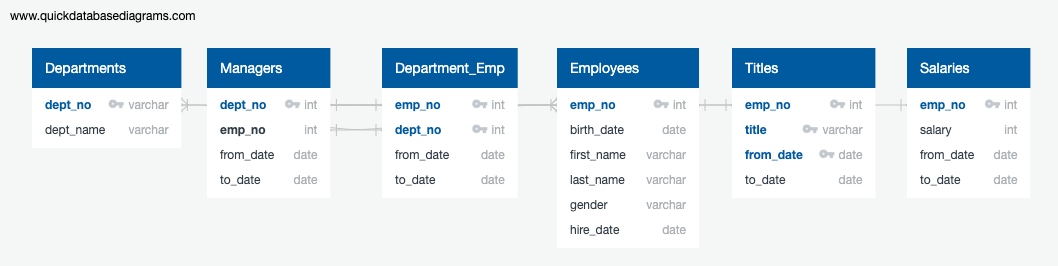 www.quickdatabasediagrams.com
Departments
dept_no varchar
dept_name varchar
Managers
dept_no int
emp_no int
from_date date
to_date date
Department_Emp
emp_no int
dept_no int
from_date date
to_date date
Employees
emp_no int
birth_date date
first_name varchar
last_name varchar
gender varchar
hire_date date
Titles
emp_no int
title varchar
from_date date
to_date date
Salaries
emp_no int
salary int
from_date date
to_date date